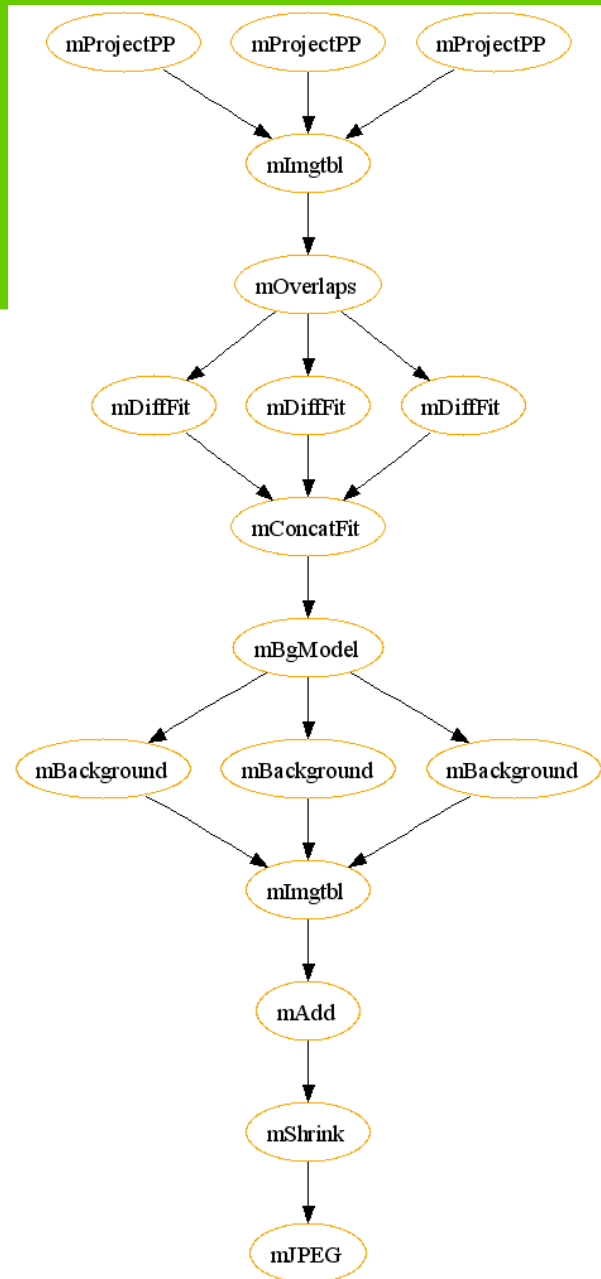 mProjectPP mProjectPP mProjectPP
mImgtbl
mOverlaps
mDiffFit mDiffFit mDiffFit
mConcatFit
mBgModel
mBackground mBackground mBackground
mImgtbl
mAdd
mShrink
mJPEG